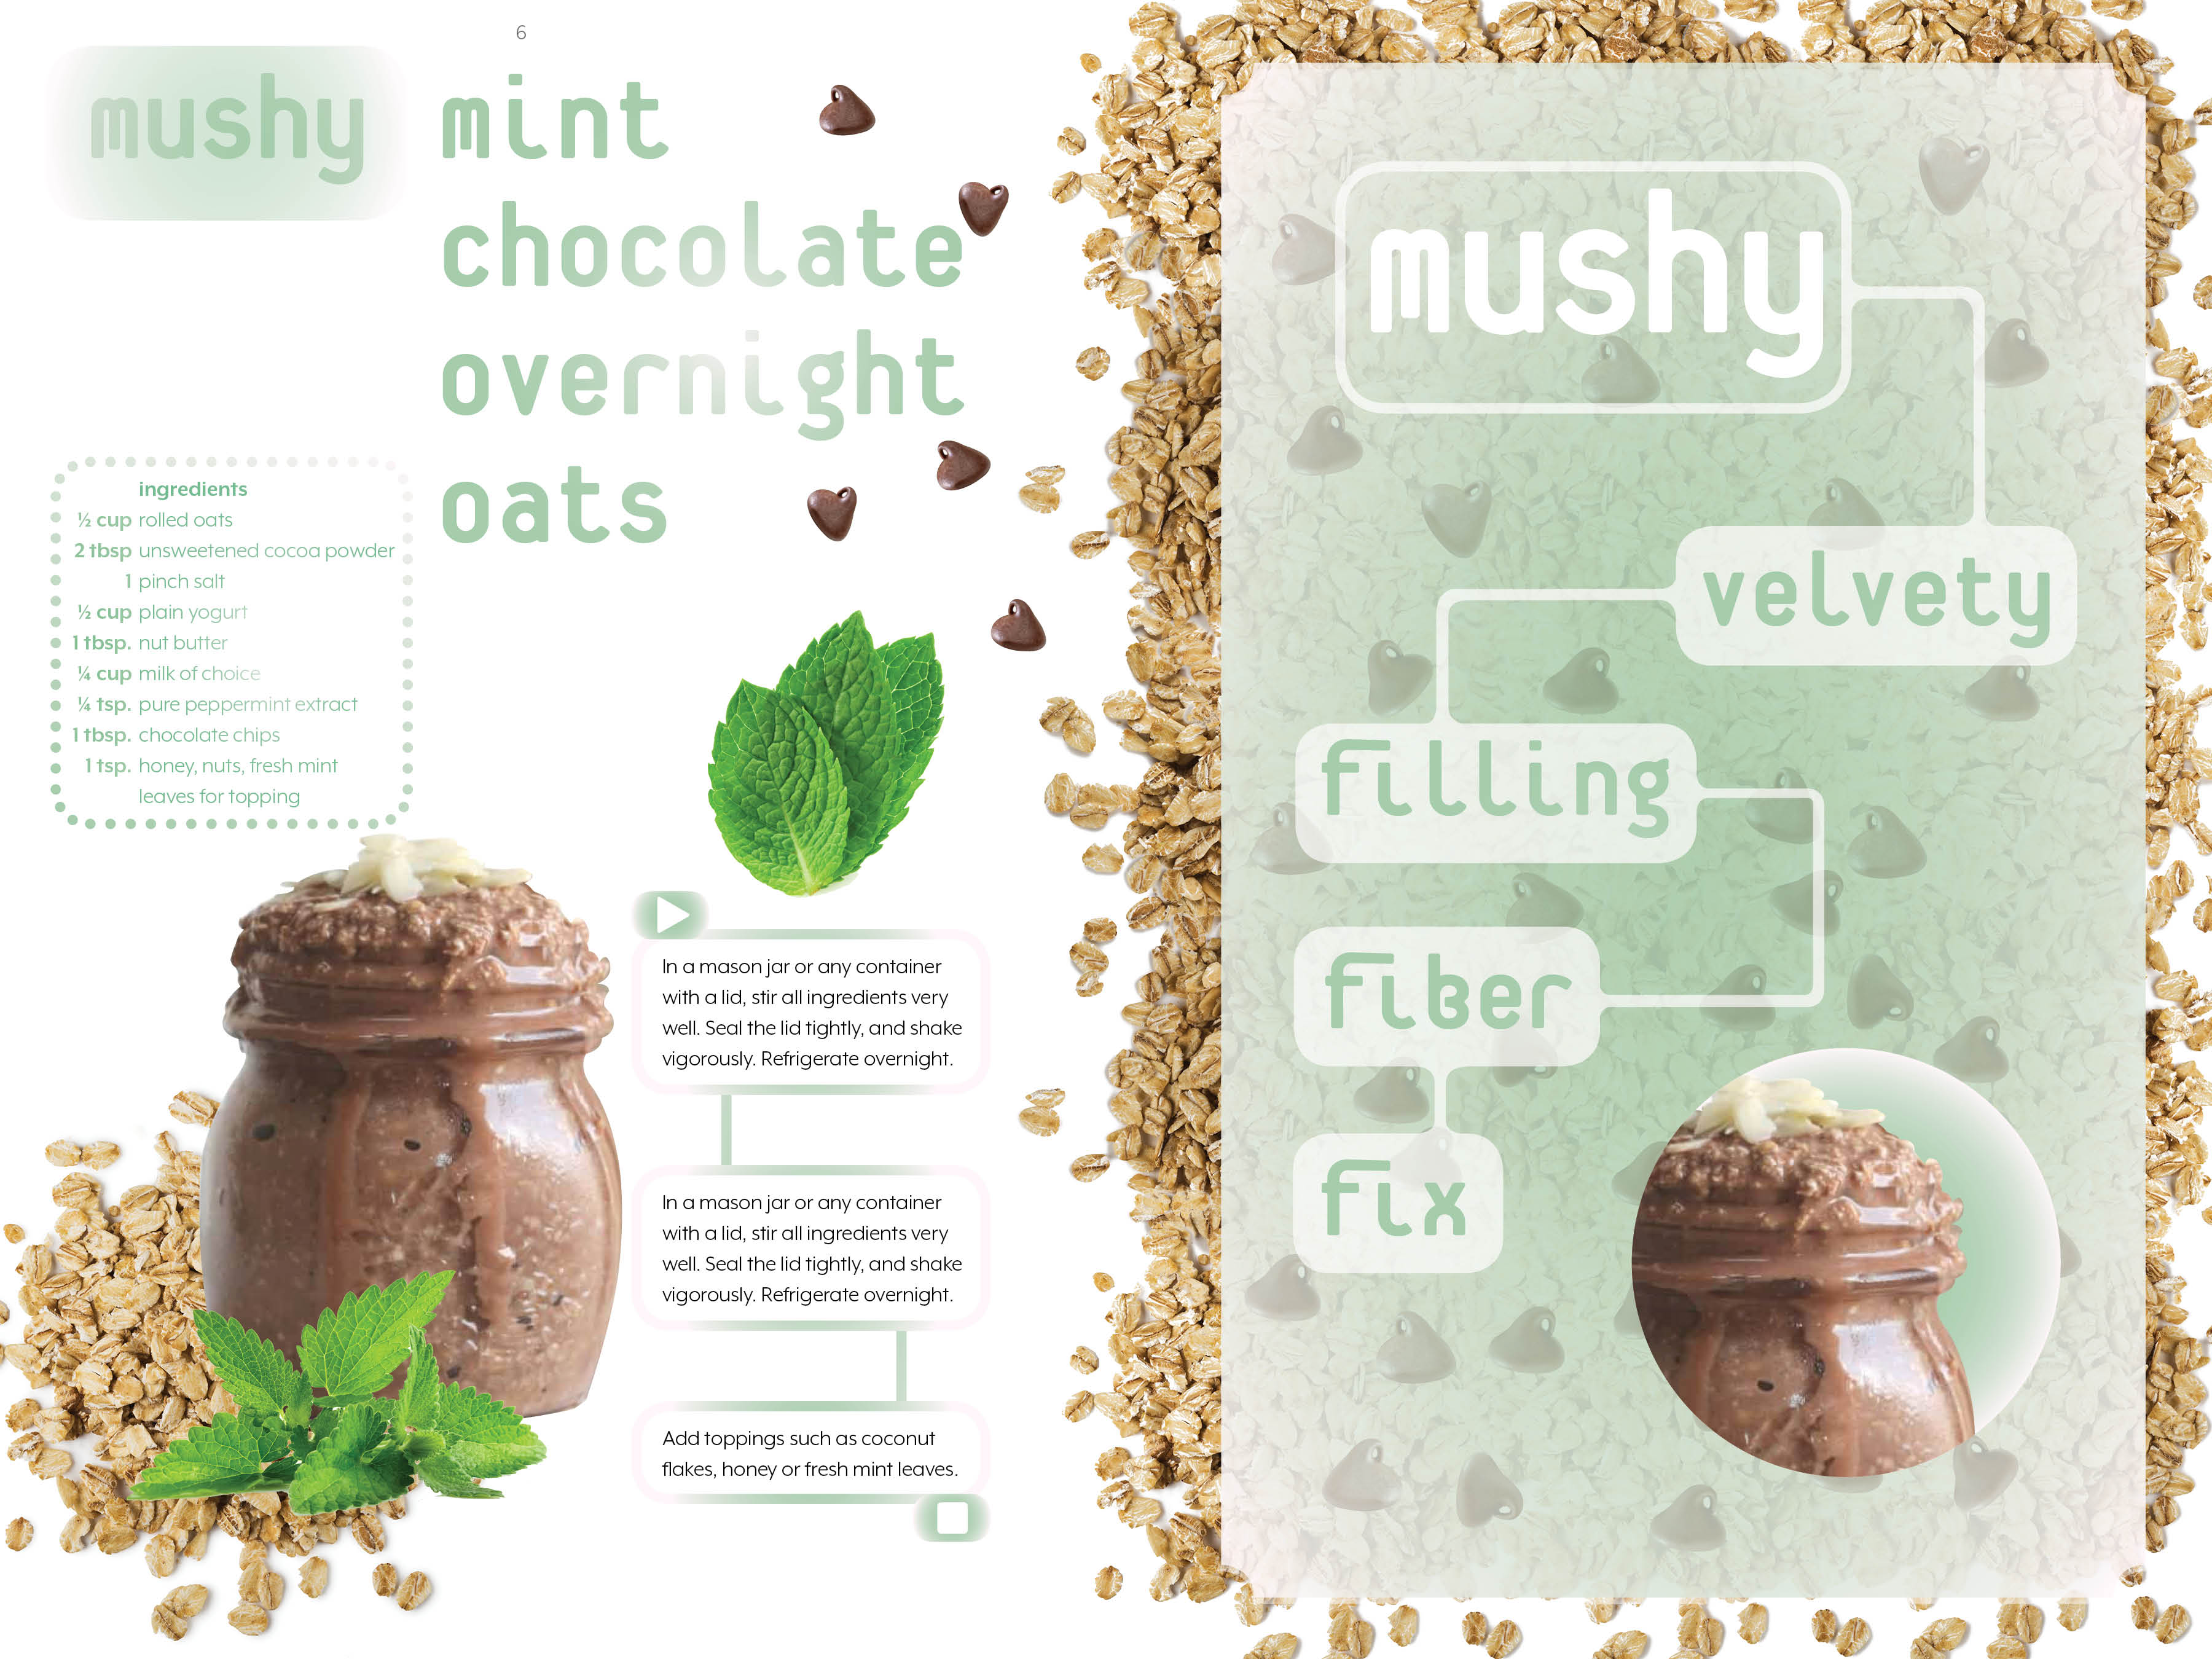 6
mushy
mint
chocolate
overnight
oats
ingredients
½ cup rolled oats
2 tbsp unsweetened cocoa powder
1 pinch salt
½ cup plain yogurt
1 tbsp. nut butter
¼ cup milk of choice
¼ tsp. pure peppermint extract
1 tbsp. chocolate chips
1 tsp. honey, nuts, fresh mint
leaves for topping
In a mason jar or any container
with a lid, stir all ingredients very
well. Seal the lid tightly, and shake
vigorously. Refrigerate overnight.
In a mason jar or any container
with a lid, stir all ingredients very
well. Seal the lid tightly, and shake
vigorously. Refrigerate overnight.
Add toppings such as coconut
flakes, honey or fresh mint leaves.
mushy
velvety
filling
fiber
fix